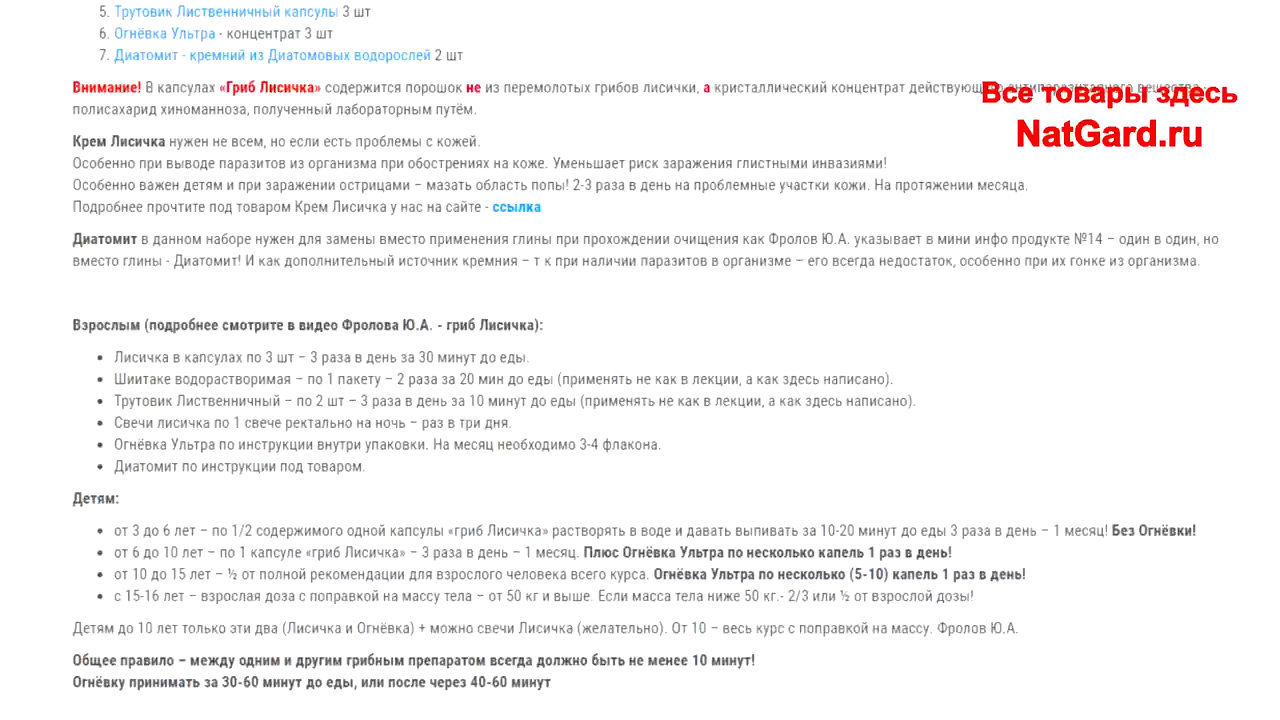 5. Трутовик Лиственничный капсулы 3 шт
6. Огнёвка Ультра - концентрат 3 шт
7. Диатомит - кремний из Диатомовых водорослей 2 шт
Внимание! В капсулах «Гриб Лисичка» содержится порошок не из перемолотых грибов лисички, а кристаллический концентрат действующего антипаразитарного вещества -
полисахарид хиноманноза, полученный лабораторным путём.
Все товары здесь
NatGard.ru
Крем Лисичка нужен не всем, но если есть проблемы с кожей.
Особенно при выводе паразитов из организма при обострениях на коже. Уменьшает риск заражения глистными инвазиями!
Особенно важен детям и при заражении острицами – мазать область попы! 2-3 раза в день на проблемные участки кожи. На протяжении месяца.
Подробнее прочтите под товаром Крем Лисичка у нас на сайте - ссылка
Диатомит в данном наборе нужен для замены вместо применения глины при прохождении очищения как Фролов Ю.А. указывает в мини инфо продукте №14 – один в один, но
вместо глины - Диатомит! И как дополнительный источник кремния – т к при наличии паразитов в организме – его всегда недостаток, особенно при их гонке из организма.
Взрослым (подробнее смотрите в видео Фролова Ю.А. - гриб Лисичка):
• Лисичка в капсулах по 3 шт – 3 раза в день за 30 минут до еды.
• Шиитаке водорастворимая – по 1 пакету – 2 раза за 20 мин до еды (применять не как в лекции, а как здесь написано).
• Трутовик Лиственничный – по 2 шт – 3 раза в день за 10 минут до еды (применять не как в лекции, а как здесь написано).
• Свечи лисичка по 1 свече ректально на ночь – раз в три дня.
• Огнёвка Ультра по инструкции внутри упаковки. На месяц необходимо 3-4 флакона.
• Диатомит по инструкции под товаром.
Детям:
• от 3 до 6 лет – по 1/2 содержимого одной капсулы «гриб Лисичка» растворять в воде и давать выпивать за 10-20 минут до еды 3 раза в день – 1 месяц! Без Огнёвки!
• от 6 до 10 лет – по 1 капсуле «гриб Лисичка» – 3 раза в день – 1 месяц. Плюс Огнёвка Ультра по несколько капель 1 раз в день!
• от 10 до 15 лет – ½ от полной рекомендации для взрослого человека всего курса. Огнёвка Ультра по несколько (5-10) капель 1 раз в день!
• с 15-16 лет – взрослая доза с поправкой на массу тела – от 50 кг и выше. Если масса тела ниже 50 кг.- 2/3 или ½ от взрослой дозы!
Детям до 10 лет только эти два (Лисичка и Огнёвка) + можно свечи Лисичка (желательно). От 10 – весь курс с поправкой на массу. Фролов Ю.А.
Общее правило – между одним и другим грибным препаратом всегда должно быть не менее 10 минут!
Огнёвку принимать за 30-60 минут до еды, или после через 40-60 минут